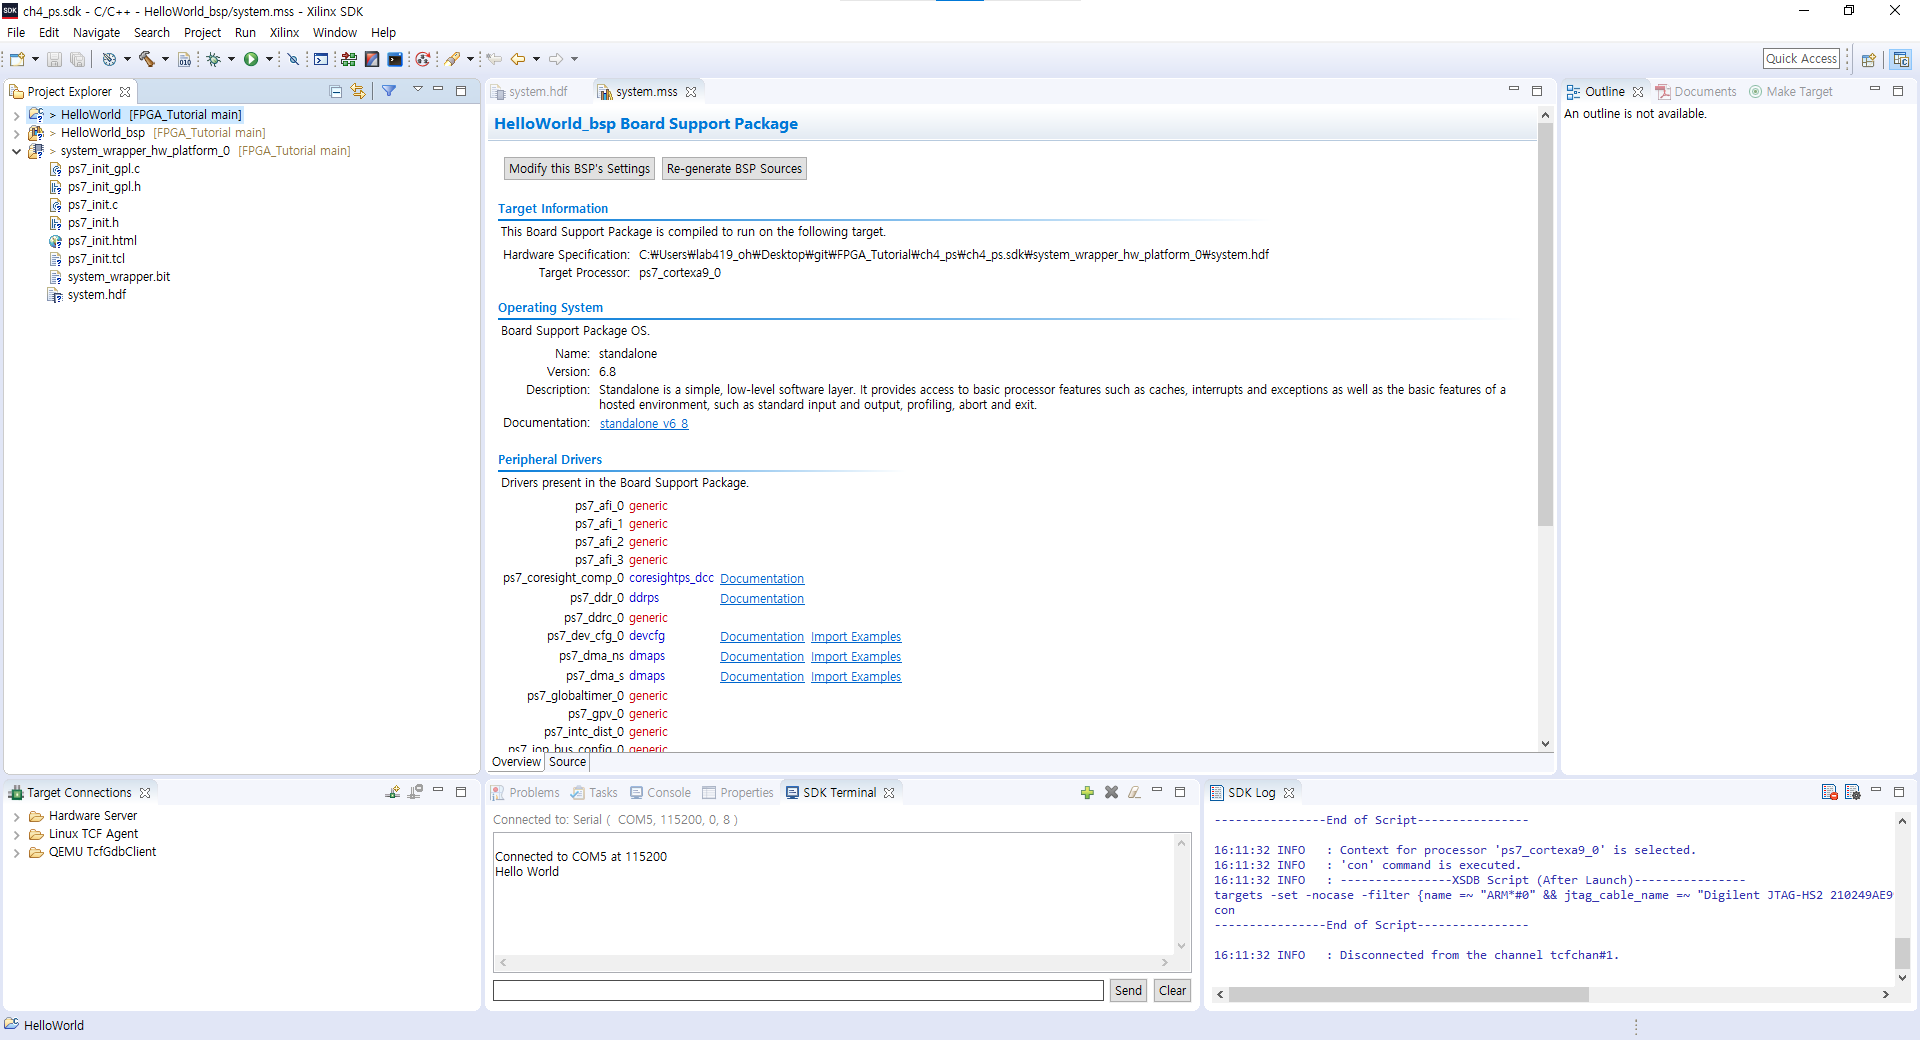 ch4_ps.sdk - C/C++ - HelloWorld_bsp/system.mss - Xilinx SDK
File Edit Navigate Search Project Run Xilinx Window Help
Quick Access
Project Explorer
> HelloWorld [FPGA_Tutorial main]
> HelloWorld_bsp [FPGA_Tutorial main]
> system_wrapper_hw_platform_0 [FPGA_Tutorial main]
ps7_init_gpl.c
ps7_init_gpl.h
ps7_init.c
ps7_init.h
ps7_init.html
ps7_init.tcl
system_wrapper.bit
system.hdf
system.hdf system.mss
HelloWorld_bsp Board Support Package
Modify this BSP's Settings Re-generate BSP Sources
Target Information
This Board Support Package is compiled to run on the following target.
Hardware Specification: C:₩Users₩lab419_oh₩Desktop₩git₩FPGA_Tutorial₩ch4_ps₩ch4_ps.sdk₩system_wrapper_hw_platform_0₩system.hdf
Target Processor: ps7_cortexa9_0
Operating System
Board Support Package OS.
Name: standalone
Version: 6.8
Description: Standalone is a simple, low-level software layer. It provides access to basic processor features such as caches, interrupts and exceptions as well as the basic features of a
hosted environment, such as standard input and output, profiling, abort and exit.
Documentation: standalone_v6_8
Peripheral Drivers
Drivers present in the Board Support Package.
ps7_afi_0 generic
ps7_afi_1 generic
ps7_afi_2 generic
ps7_afi_3 generic
ps7_coresight_comp_0 coresightps_dcc Documentation
ps7_ddr_0 ddrps Documentation
ps7_ddrc_0 generic
ps7_dev_cfg_0 devcfg Documentation Import Examples
ps7_dma_ns dmaps Documentation Import Examples
ps7_dma_s dmaps Documentation Import Examples
ps7_globaltimer_0 generic
ps7_gpv_0 generic
ps7_intc_dist_0 generic
ps7_iop_bus_config_0 generic
Overview Source
Outline Documents Make Target
An outline is not available.
Target Connections
Hardware Server
Linux TCF Agent
QEMU TcfGdbClient
Problems Tasks Console Properties SDK Terminal
Connected to: Serial ( COM5, 115200, 0, 8 )
Connected to COM5 at 115200
Hello World
Send Clear
SDK Log
----------------End of Script----------------
16:11:32 INFO : Context for processor 'ps7_cortexa9_0' is selected.
16:11:32 INFO : 'con' command is executed.
16:11:32 INFO : ----------------XSDB Script (After Launch)----------------
targets -set -nocase -filter {name =~ "ARM*#0" && jtag_cable_name =~ "Digilent JTAG-HS2 210249AE9
con
----------------End of Script----------------
16:11:32 INFO : Disconnected from the channel tcfchan#1.
HelloWorld